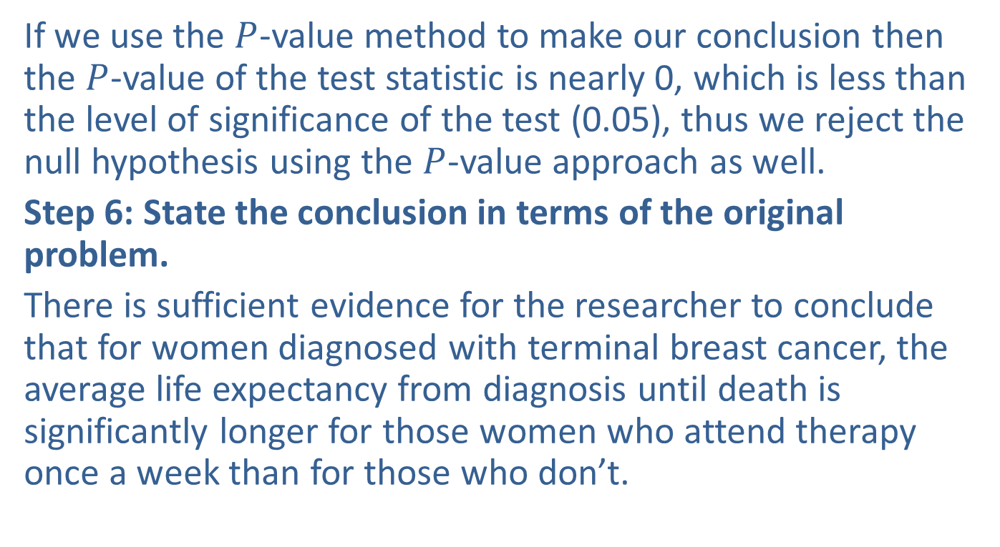 If we use the P-value method to make our conclusion then
the P-value of the test statistic is nearly 0, which is less than
the level of significance of the test (0.05), thus we reject the
null hypothesis using the P-value approach as well.
Step 6: State the conclusion in terms of the original
problem.
There is sufficient evidence for the researcher to conclude
that for women diagnosed with terminal breast cancer, the
average life expectancy from diagnosis until death is
significantly longer for those women who attend therapy
once a week than for those who don’t.